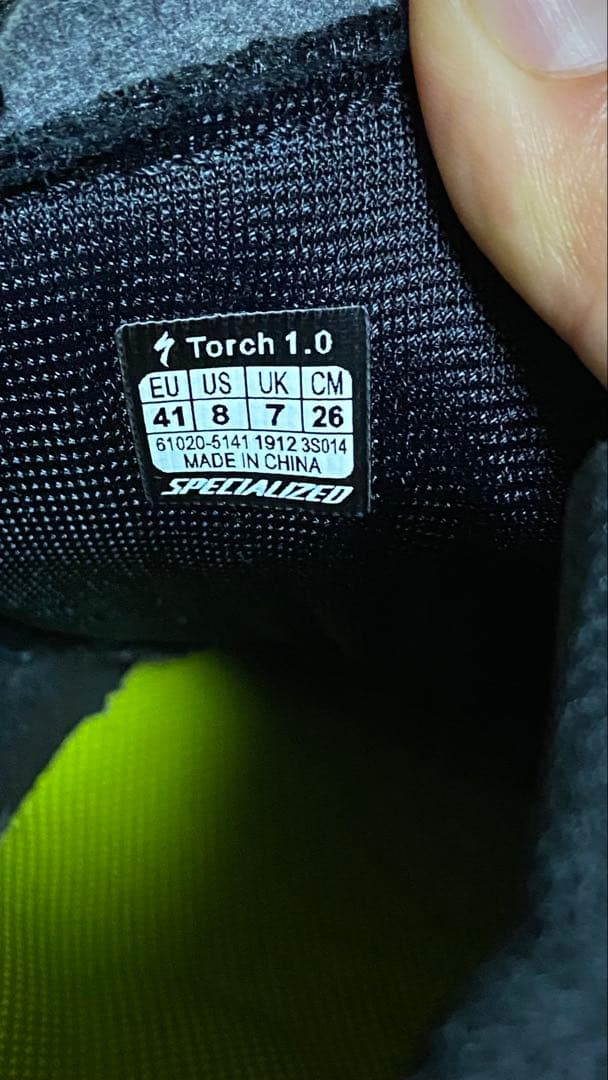 Torch 1.0
EU US UK CM
41 8 7 26
61020-5141 1912 3S014
MADE IN CHINA
SPECIALIZED